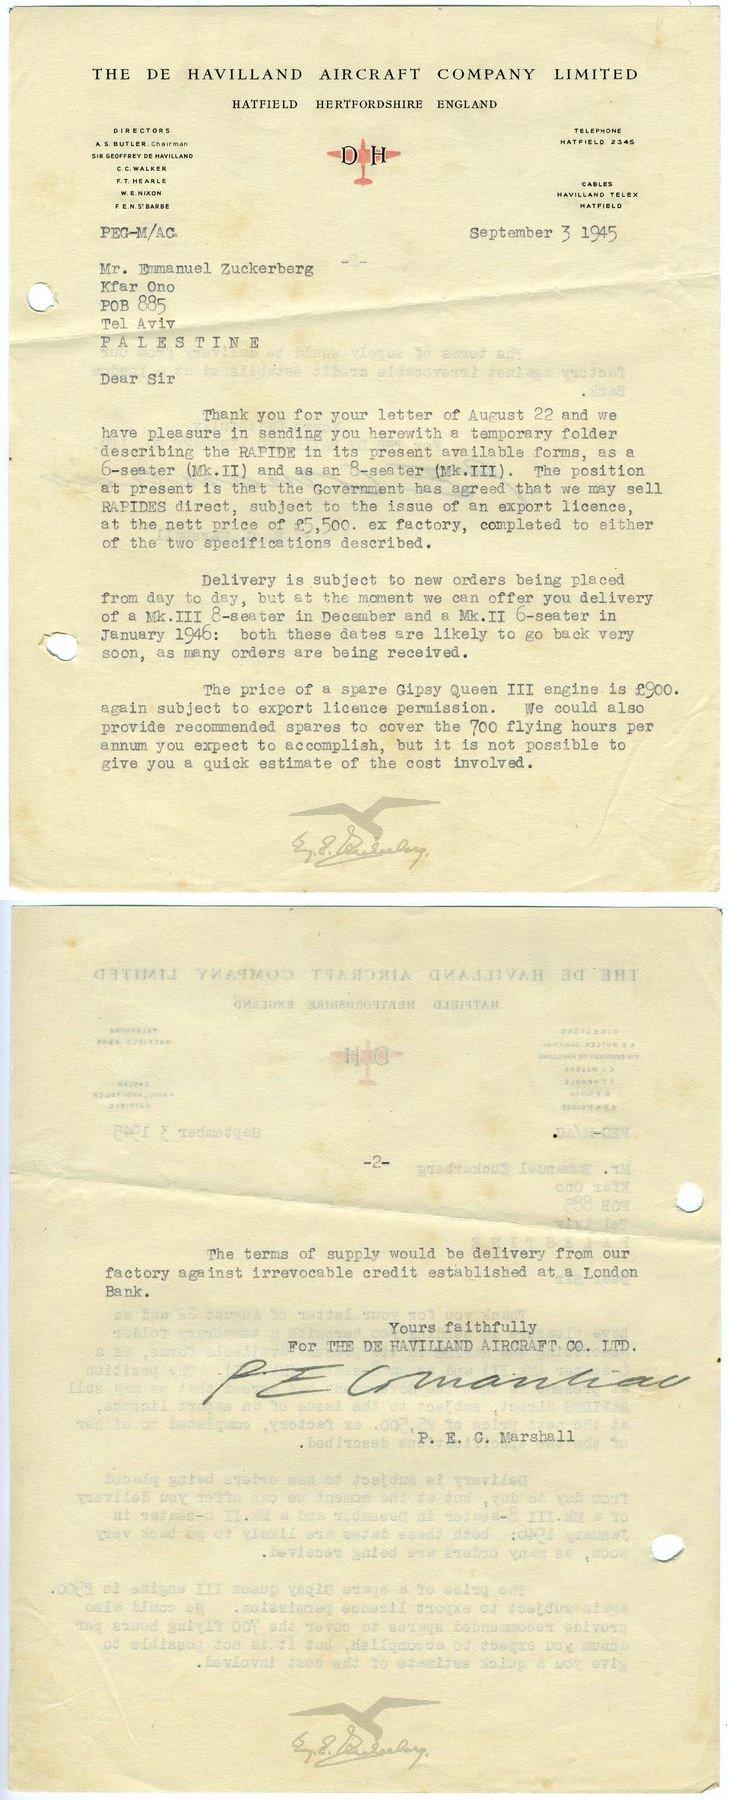 THE DE HAVILLAND AIRCRAFT COMPANY LIMITED
HATFIELD HERTFORDSHIRE ENGLAND
DIRECTORS
A. S. BUTLER, Chairman
SIR GEOFFREY DE HAVILLAND
C. C. WALKER
F. T. HEARLE
W. E. NIXON
F. E. N. ST BARBE
D H
TELEPHONE
HATFIELD 2345
CABLES
HAVILLAND TELEX
HATFIELD
PEG-M/AC.
September 3 1945
Mr. Emmanuel Zuckerberg
Kfar Ono
POB 885
Tel Aviv
PALESTINE
Dear Sir
Thank you for your letter of August 22 and we
have pleasure in sending you herewith a temporary folder
describing the RAPIDE in its present available forms, as a
6-seater (Mk.II) and as an 8-seater (Mk.III). The position
at present is that the Government has agreed that we may sell
RAPIDES direct, subject to the issue of an export licence,
at the nett price of £5,500. ex factory, completed to either
of the two specifications described.
Delivery is subject to new orders being placed
from day to day, but at the moment we can offer you delivery
of a Mk.III 8-seater in December and a Mk.II 6-seater in
January 1946: both these dates are likely to go back very
soon, as many orders are being received.
The price of a spare Gipsy Queen III engine is £900.
again subject to export licence permission. We could also
provide recommended spares to cover the 700 flying hours per
annum you expect to accomplish, but it is not possible to
give you a quick estimate of the cost involved.
-2-
The terms of supply would be delivery from our
factory against irrevocable credit established at a London
Bank.
Yours faithfully
For THE DE HAVILLAND AIRCRAFT CO. LTD.
P. E. G. Marshall